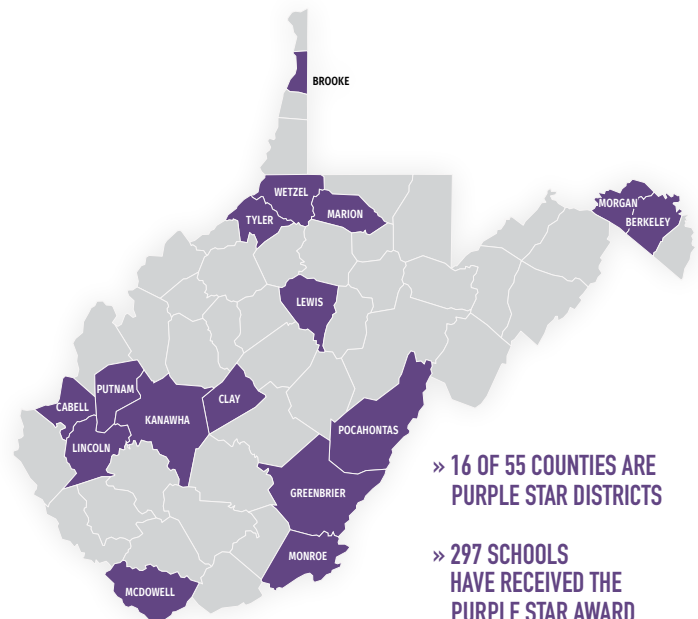 BROOKE
WETZEL
TYLER
MARION
MORGAN
BERKELEY
LEWIS
PUTNAM
CABELL
KANAWHA
CLAY
LINCOLN
POCAHONTAS
GREENBRIER
MONROE
MCDOWELL
» 16 OF 55 COUNTIES ARE
PURPLE STAR DISTRICTS
» 297 SCHOOLS
HAVE RECEIVED THE
PURPLE STAR AWARD